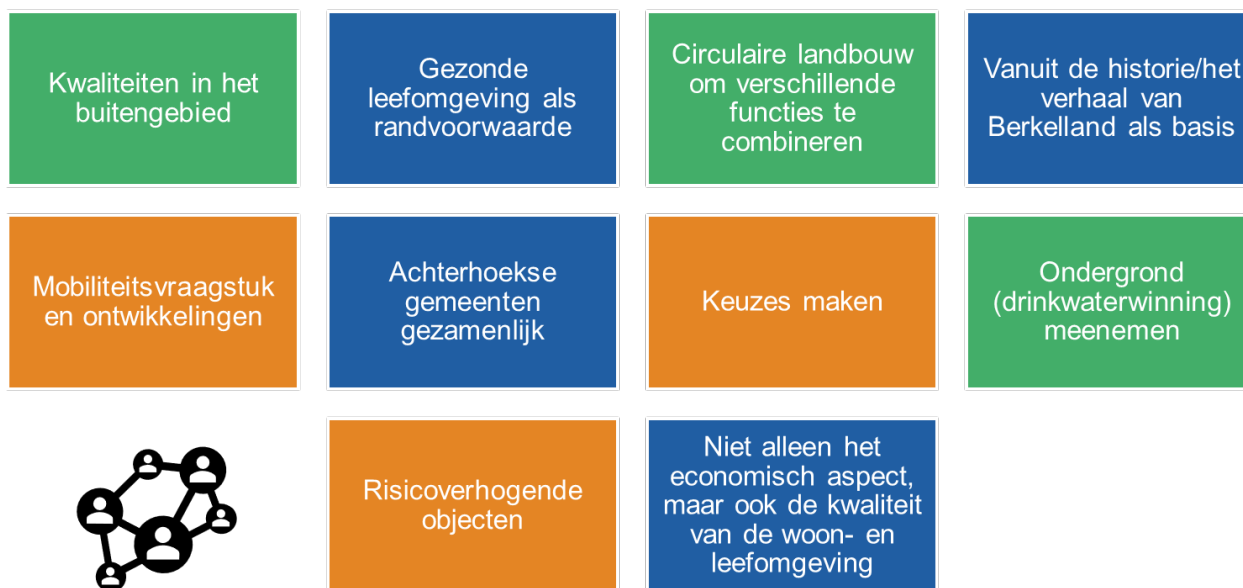 Kwaliteiten in het
buitengebied
Gezonde
leefomgeving als
randvoorwaarde
Circulaire landbouw
om verschillende
functies te
combineren
Vanuit de historie/het
verhaal van
Berkelland als basis
Mobiliteitsvraagstuk
en ontwikkelingen
Achterhoekse
gemeenten
gezamenlijk
Keuzes maken
Ondergrond
(drinkwaterwinning)
meenemen
Risicoverhogende
objecten
Niet alleen het
economisch aspect,
maar ook de kwaliteit
van de woon- en
leefomgeving